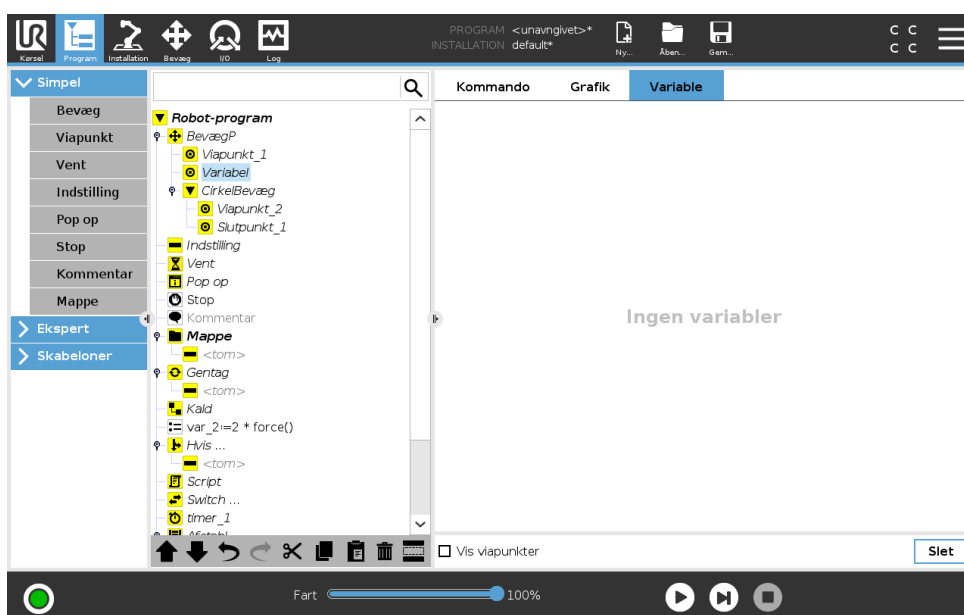 UR
PROGRAM <unavngivet>*
INSTALLATION default*
Kørsel
Program
Installation
Bevæg
I/O
Log
Ny...
Åben...
Gem...
C C
C C
Simpel
Bevæg
Viapunkt
Vent
Indstilling
Pop op
Stop
Kommentar
Mappe
Ekspert
Skabeloner
Robot-program
BevægP
Viapunkt_1
Variabel
CirkelBevæg
Viapunkt_2
Slutpunkt_1
Indstilling
Vent
Pop op
Stop
Kommentar
Mappe
<tom>
Gentag
<tom>
Kald
var_2:=2 * force()
Hvis ...
<tom>
Script
Switch ...
timer_1
Kommando
Grafik
Variable
Ingen variabler
Vis viapunkter
Slet
Fart
100%